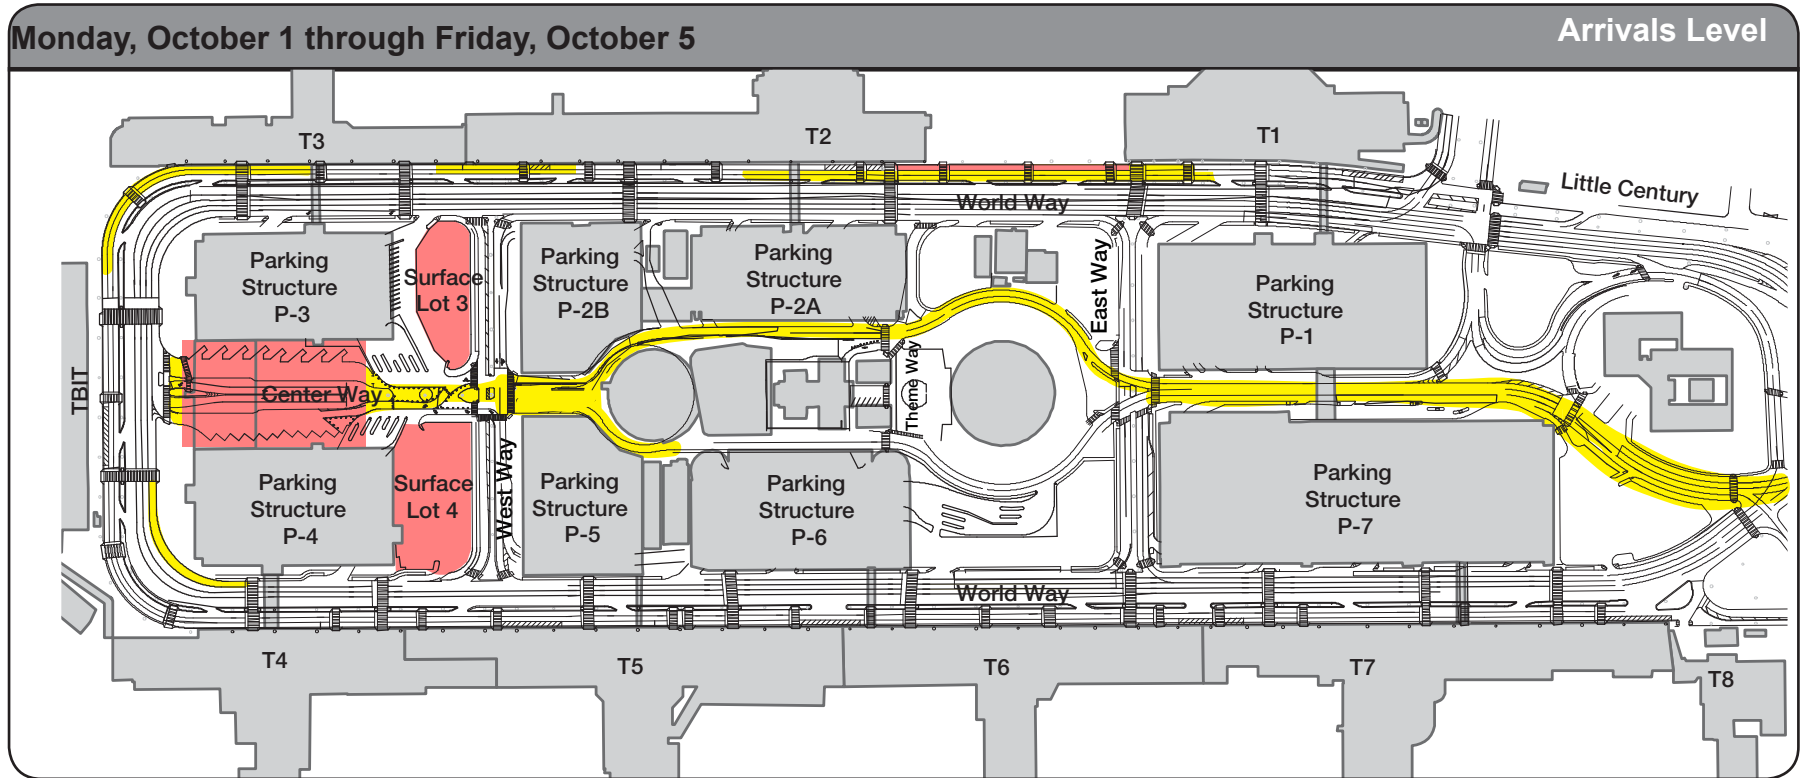 Monday, October 1 through Friday, October 5
Arrivals Level
T3
T2
T1
Little Century
World Way
Parking
Structure
P-3
Surface
Lot 3
Parking
Structure
P-2B
Parking
Structure
P-2A
East Way
Parking
Structure
P-1
TBIT
Center Way
Theme Way
Parking
Structure
P-4
Surface
Lot 4
West Way
Parking
Structure
P-5
Parking
Structure
P-6
Parking
Structure
P-7
World Way
T4
T5
T6
T7
T8